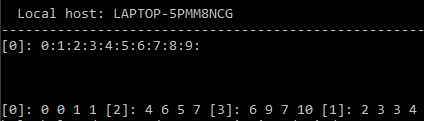 Local host: LAPTOP-5PMM8NCG
--------------------------------------------------------------------------
[0]: 0:1:2:3:4:5:6:7:8:9:
[0]: 0 0 1 1 [2]: 4 6 5 7 [3]: 6 9 7 10 [1]: 2 3 3 4